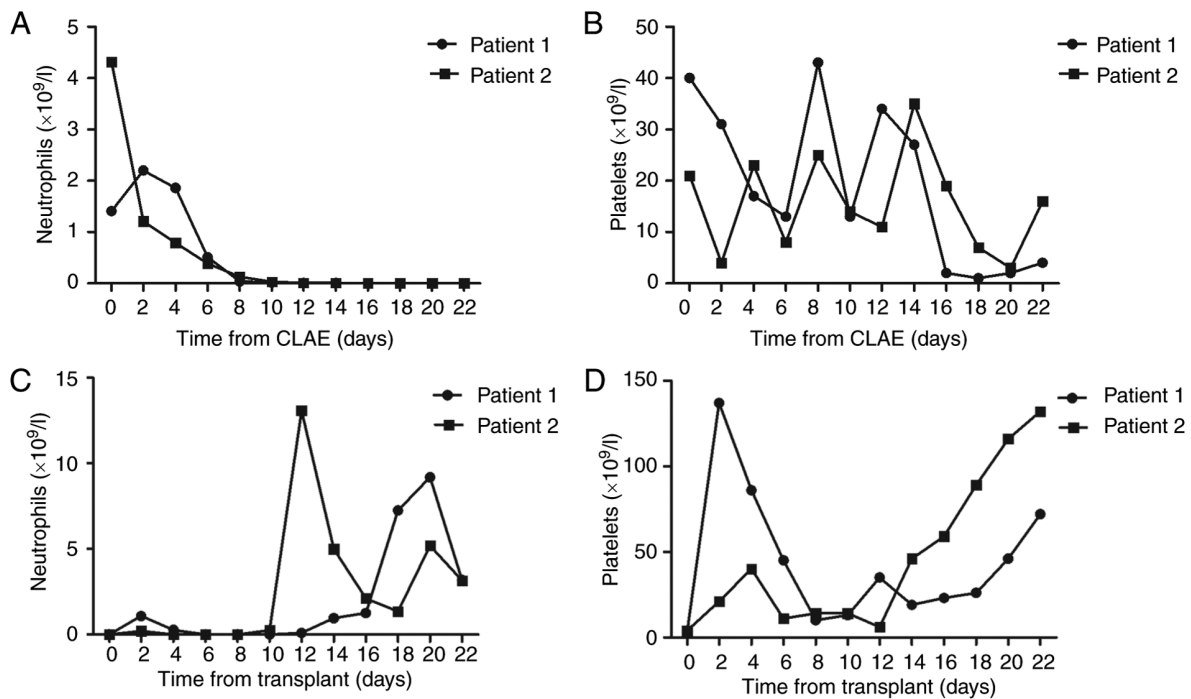 A
5
4
3
2
1
0
Neutrophils (×10⁹/l)
Patient 1
Patient 2
0 2 4 6 8 10 12 14 16 18 20 22
Time from CLAE (days)
B
50
40
30
20
10
0
Platelets (×10⁹/l)
Patient 1
Patient 2
0 2 4 6 8 10 12 14 16 18 20 22
Time from CLAE (days)
C
15
10
5
0
Neutrophils (×10⁹/l)
Patient 1
Patient 2
0 2 4 6 8 10 12 14 16 18 20 22
Time from transplant (days)
D
150
100
50
0
Platelets (×10⁹/l)
Patient 1
Patient 2
0 2 4 6 8 10 12 14 16 18 20 22
Time from transplant (days)